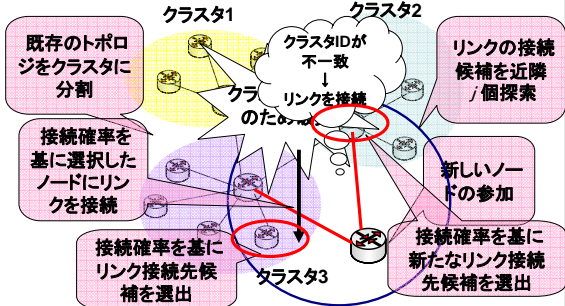 クラスタ1
クラスタ2
既存のトポロ
ジをクラスタに
分割
クラスタIDが
不一致
↓
リンクを接続
リンクの接続
候補を近隣
j個探索
クラ
のため
接続確率を
基に選択した
ノードにリン
クを接続
新しいノー
ドの参加
接続確率を基に
リンク接続先候
補を選出
クラスタ3
接続確率を基に
新たなリンク接続
先候補を選出